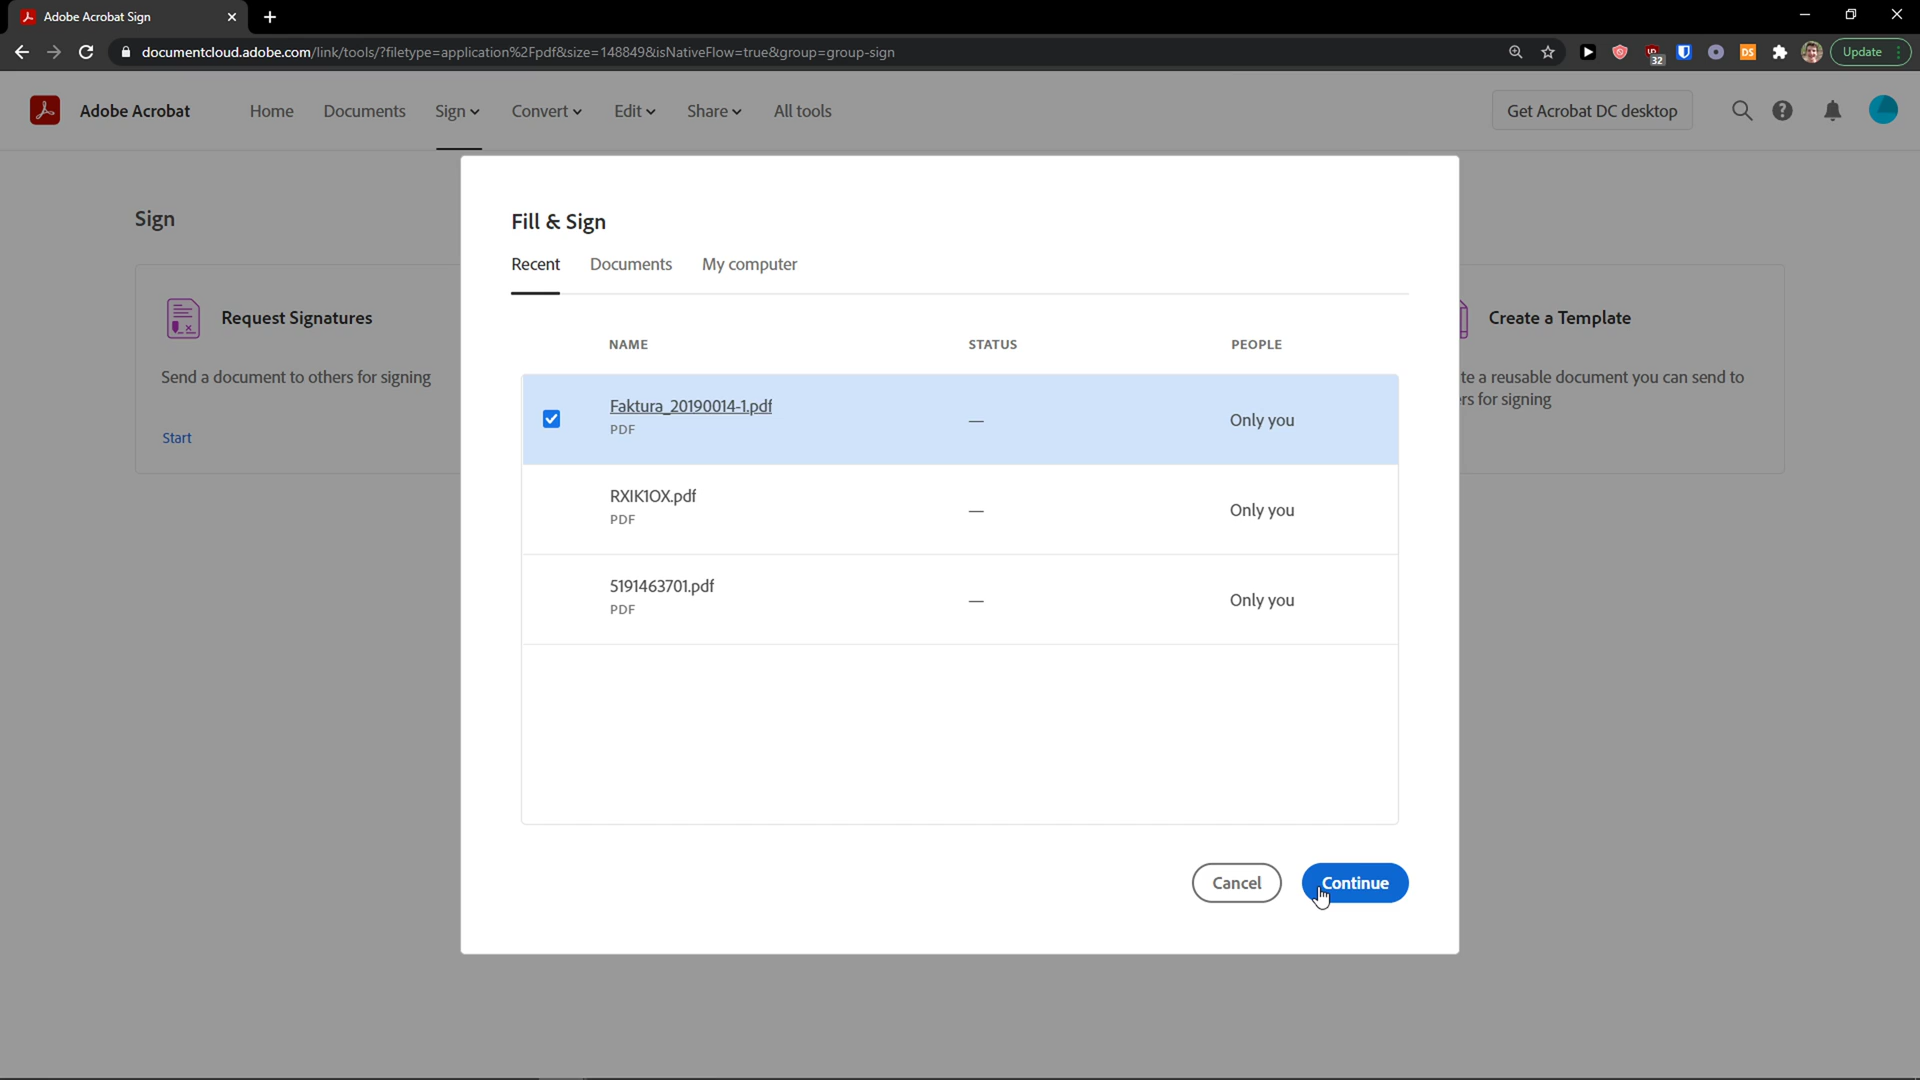 Adobe Acrobat Sign
documentcloud.adobe.com/link/tools/?filetype=application%2Fpdf&size=148849&isNativeFlow=true&group=group-sign
32
DS
Update
Adobe Acrobat
Home
Documents
Sign
Convert
Edit
Share
All tools
Get Acrobat DC desktop
Sign
Request Signatures
Send a document to others for signing
Start
Fill & Sign
Recent
Documents
My computer
NAME
STATUS
PEOPLE
Faktura_20190014-1.pdf
PDF
—
Only you
RXIK1OX.pdf
PDF
—
Only you
5191463701.pdf
PDF
—
Only you
Cancel
Continue
Create a Template
te a reusable document you can send to
rs for signing